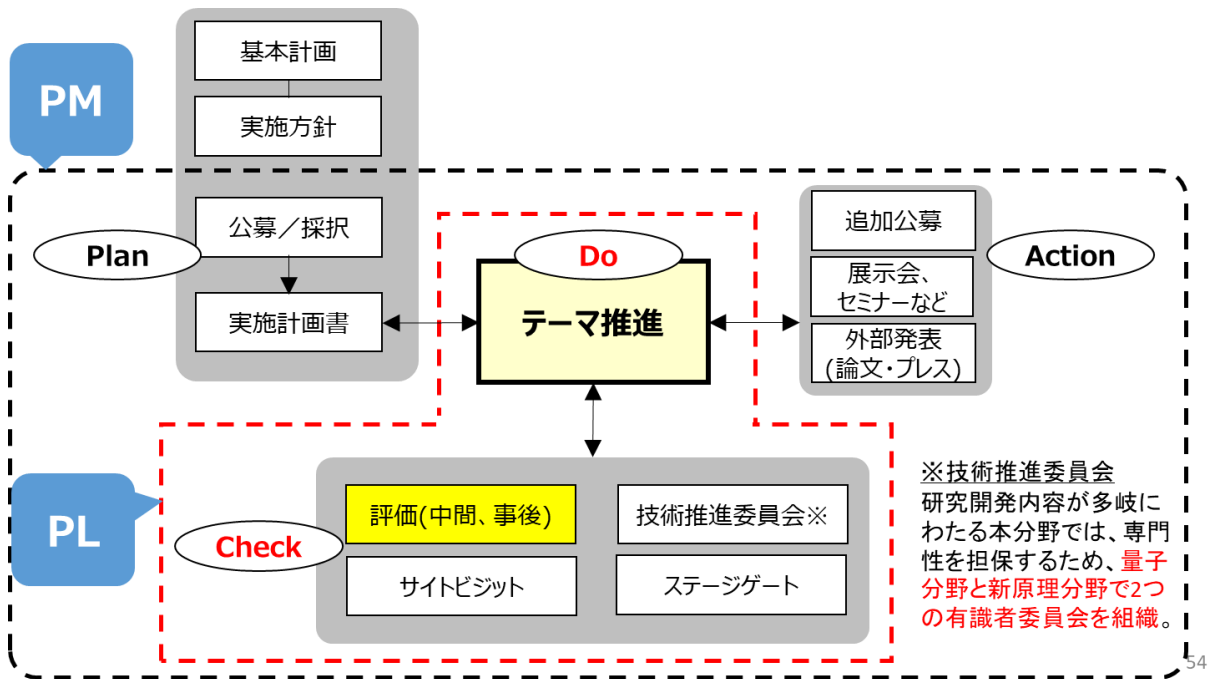 PM
基本計画
実施方針
公募／採択
Plan
実施計画書
Do
テーマ推進
追加公募
展示会、
セミナーなど
外部発表
(論文・プレス)
Action
PL
Check
評価(中間、事後)
技術推進委員会※
サイトビジット
ステージゲート
※技術推進委員会
研究開発内容が多岐に
わたる本分野では、専門
性を担保するため、量子
分野と新原理分野で2つ
の有識者委員会を組織。
54